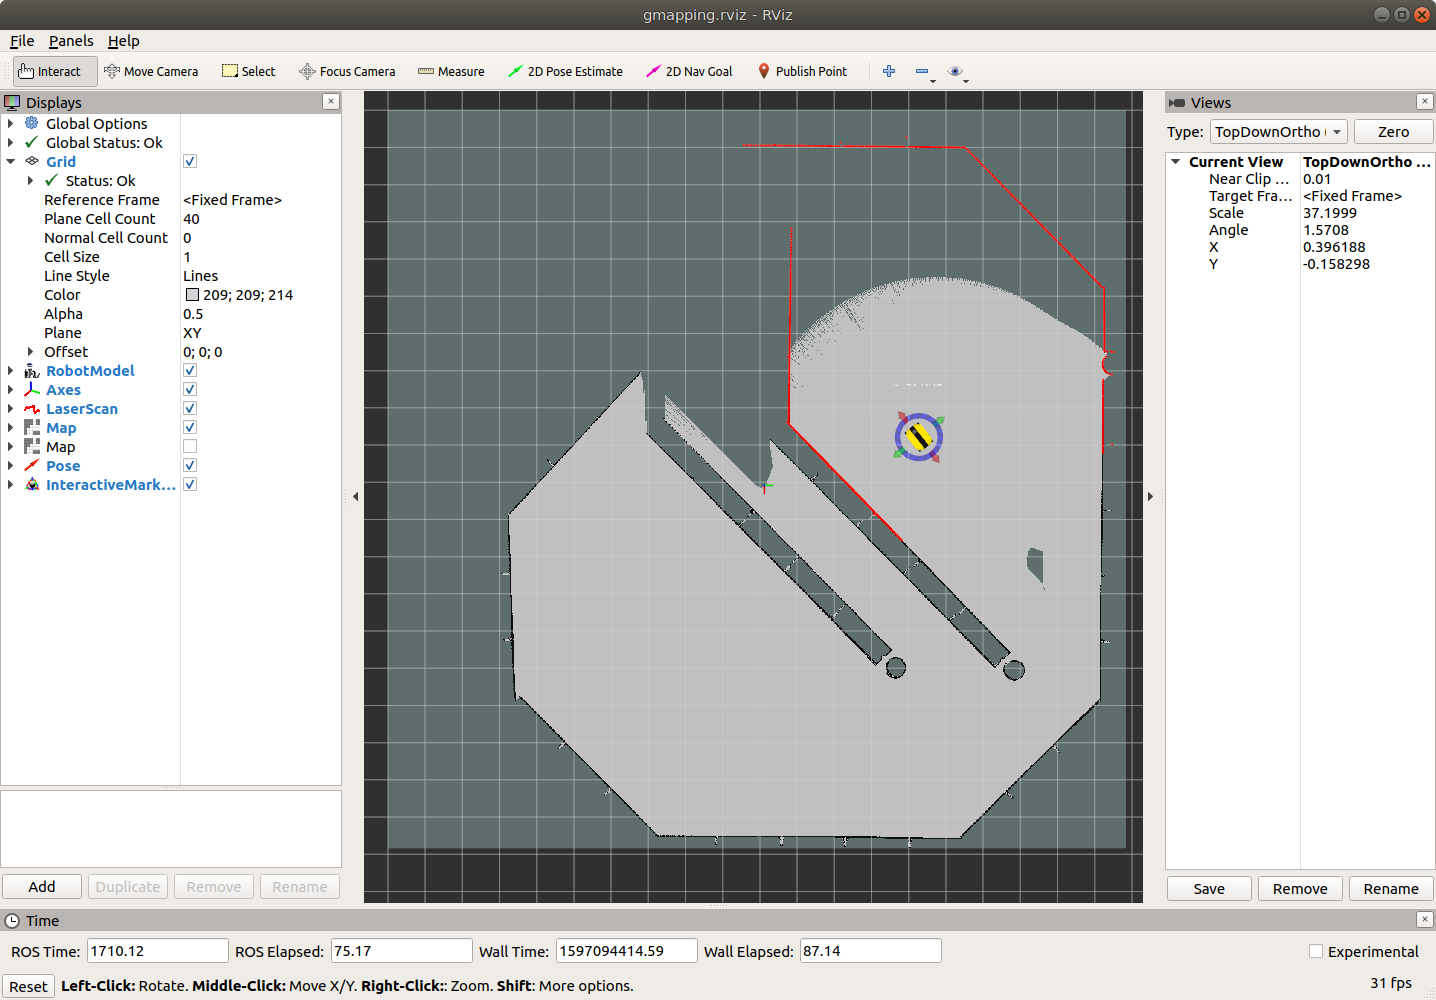 gmapping.rviz - RViz
File Panels Help
Interact Move Camera Select Focus Camera Measure 2D Pose Estimate 2D Nav Goal Publish Point
Displays
Global Options
Global Status: Ok
Grid
Status: Ok
Reference Frame <Fixed Frame>
Plane Cell Count 40
Normal Cell Count 0
Cell Size 1
Line Style Lines
Color 209; 209; 214
Alpha 0.5
Plane XY
Offset 0; 0; 0
RobotModel
Axes
LaserScan
Map
Map
Pose
InteractiveMark...
Add Duplicate Remove Rename
Views
Type: TopDownOrtho ( Zero
Current View TopDownOrtho ...
Near Clip ... 0.01
Target Fra... <Fixed Frame>
Scale 37.1999
Angle 1.5708
X 0.396188
Y -0.158298
Save Remove Rename
Time
ROS Time: 1710.12 ROS Elapsed: 75.17 Wall Time: 1597094414.59 Wall Elapsed: 87.14 Experimental
Reset Left-Click: Rotate. Middle-Click: Move X/Y. Right-Click:: Zoom. Shift: More options. 31 fps